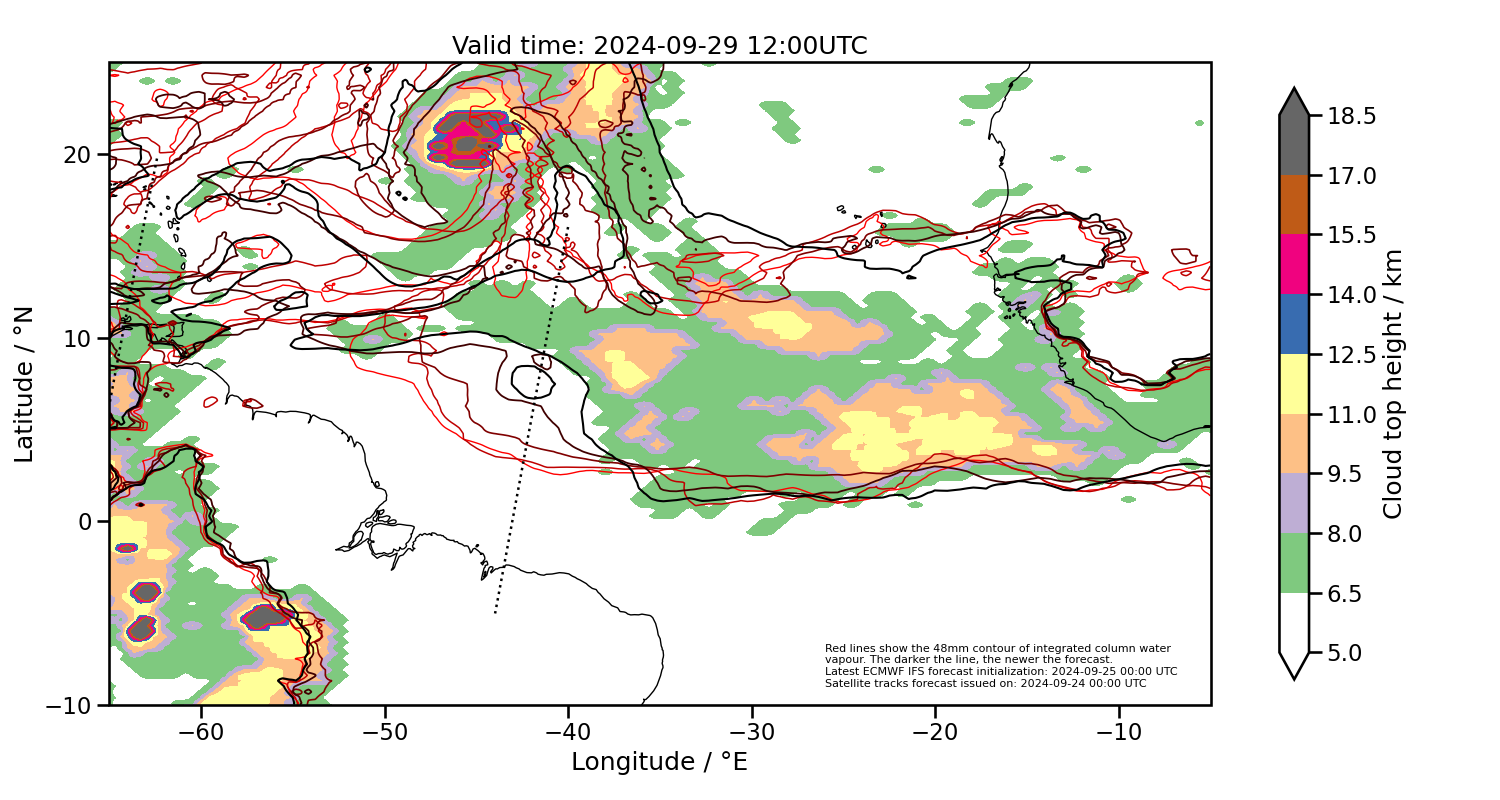 Valid time: 2024-09-29 12:00UTC
20
10
0
−10
Latitude / °N
−60
−50
−40
−30
−20
−10
Longitude / °E
Red lines show the 48mm contour of integrated column water
vapour. The darker the line, the newer the forecast.
Latest ECMWF IFS forecast initialization: 2024-09-25 00:00 UTC
Satellite tracks forecast issued on: 2024-09-24 00:00 UTC
18.5
17.0
15.5
14.0
12.5
11.0
9.5
8.0
6.5
5.0
Cloud top height / km